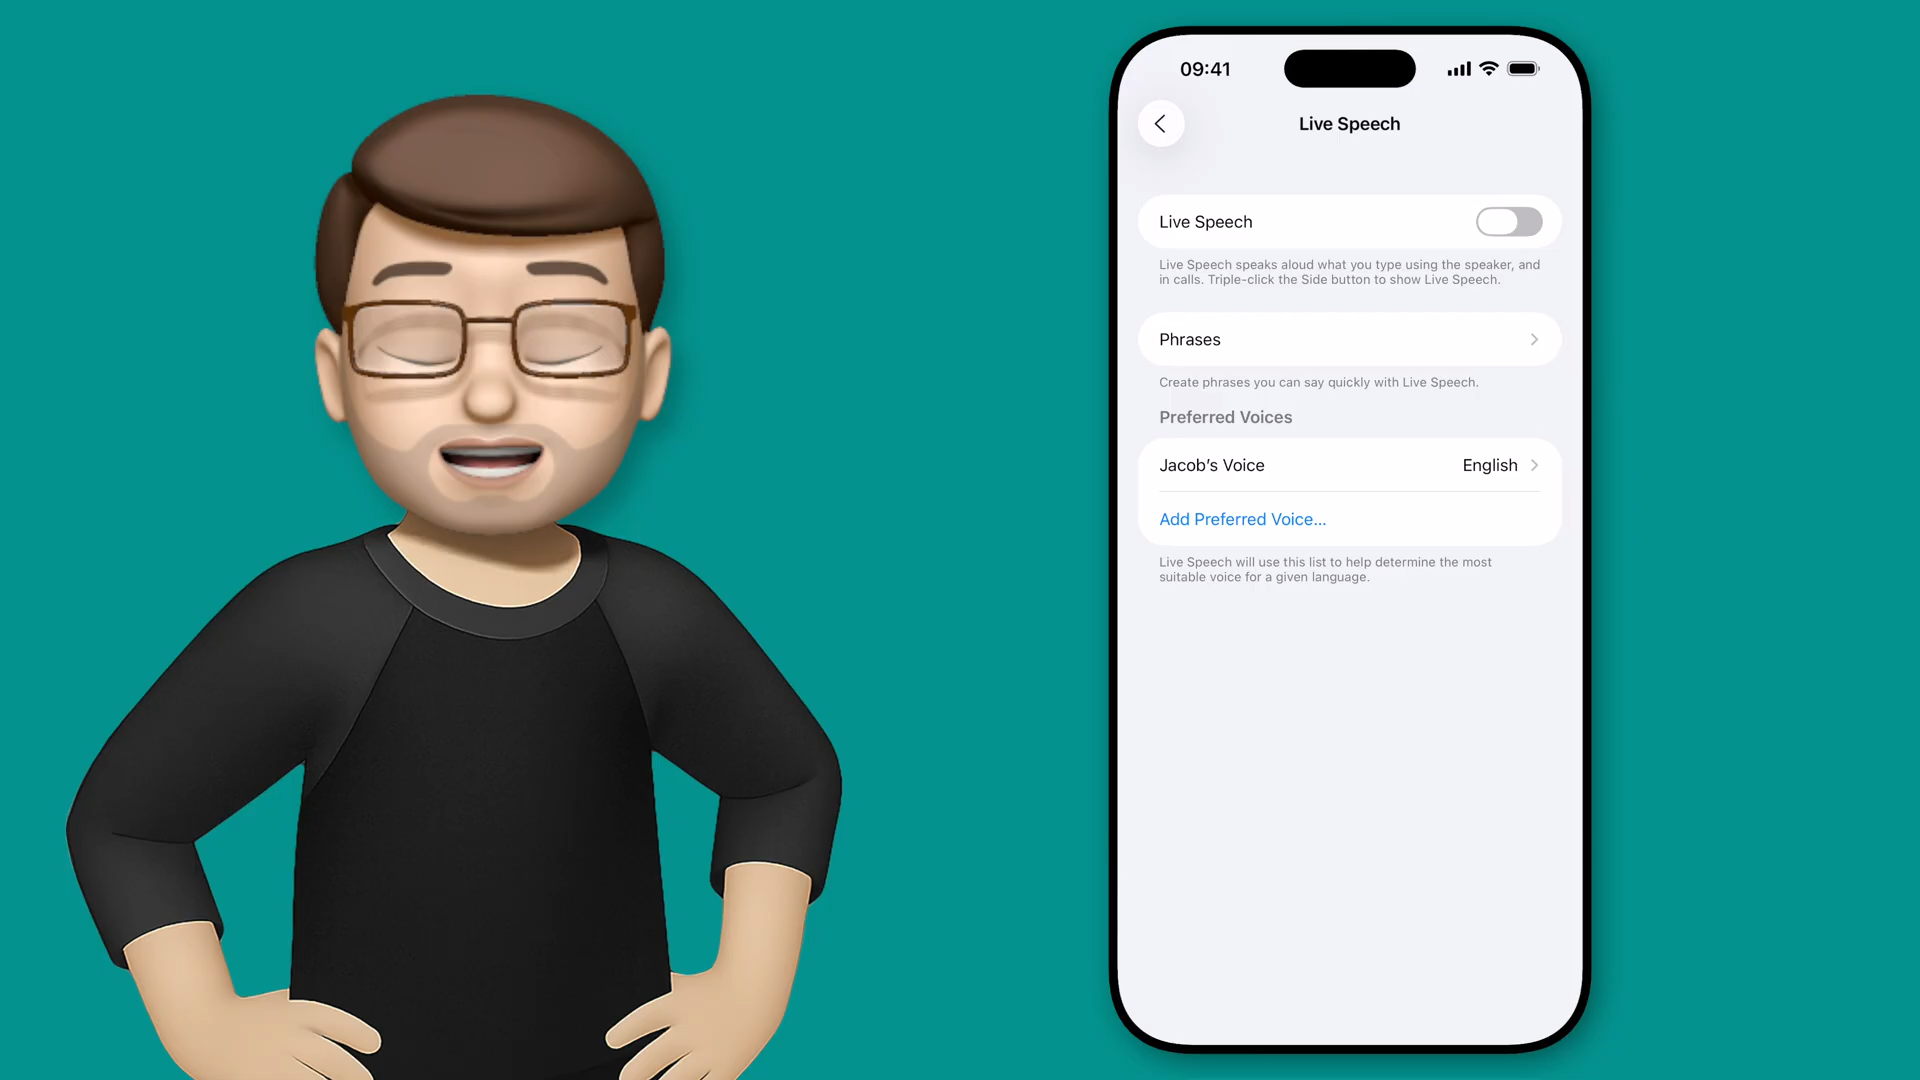 09:41
Live Speech
Live Speech
Live Speech speaks aloud what you type using the speaker, and
in calls. Triple-click the Side button to show Live Speech.
Phrases
Create phrases you can say quickly with Live Speech.
Preferred Voices
Jacob’s Voice English
Add Preferred Voice...
Live Speech will use this list to help determine the most
suitable voice for a given language.